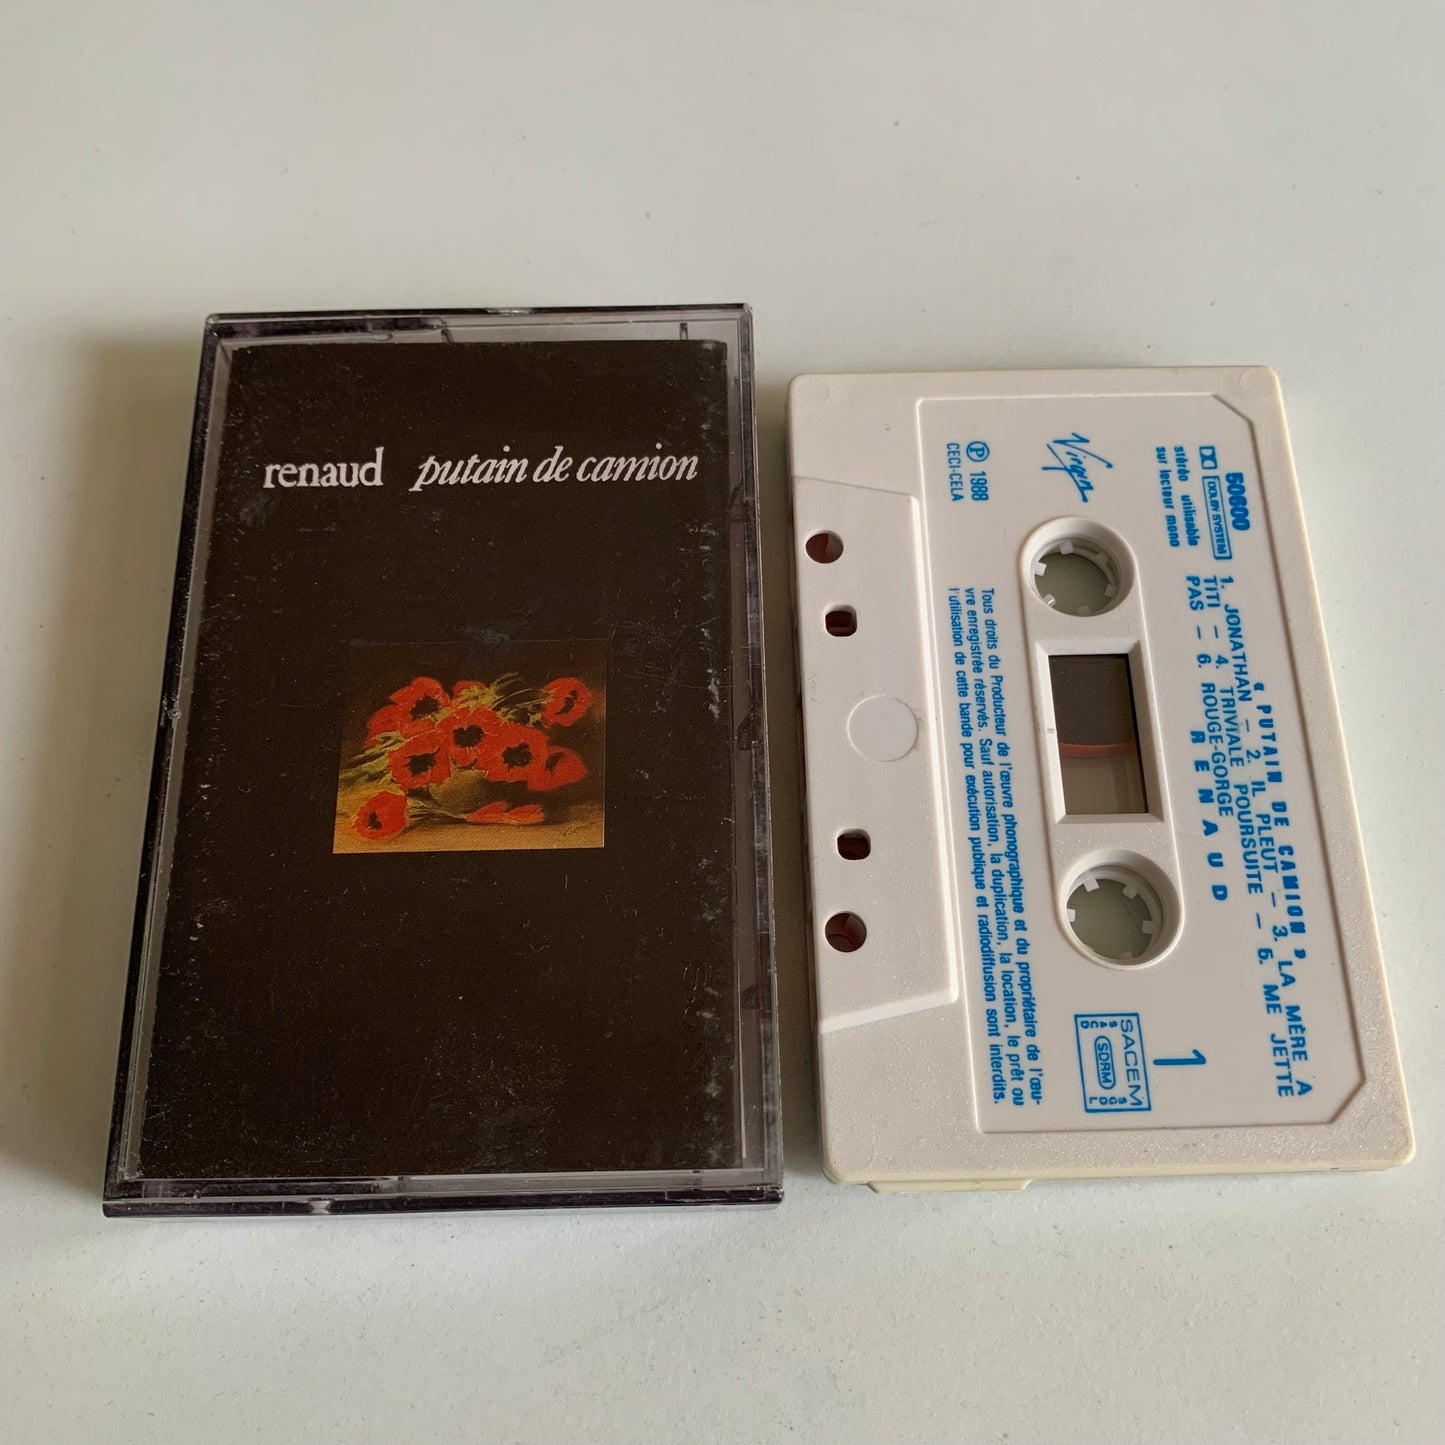 renaud putain de camion
50600
DOLBY SYSTEM
stéréo utilisable
sur lecteur mono
« PUTAIN DE CAMION »
1. JONATHAN – 2. IL PLEUT – 3. LA MÈRE A
TITI – 4. TRIVIALE POURSUITE – 5. ME JETTE
PAS – 6. ROUGE-GORGE
RENAUD
Virgin
1
SACEM
SACD
SDRM
SGDL
Ⓟ 1988
CECI-CELA
Tous droits du Producteur de l'œuvre phonographique et du propriétaire de l'œu-
vre enregistrée réservés. Sauf autorisation, la duplication, la location, le prêt ou
l'utilisation de cette bande pour exécution publique et radiodiffusion sont interdits.